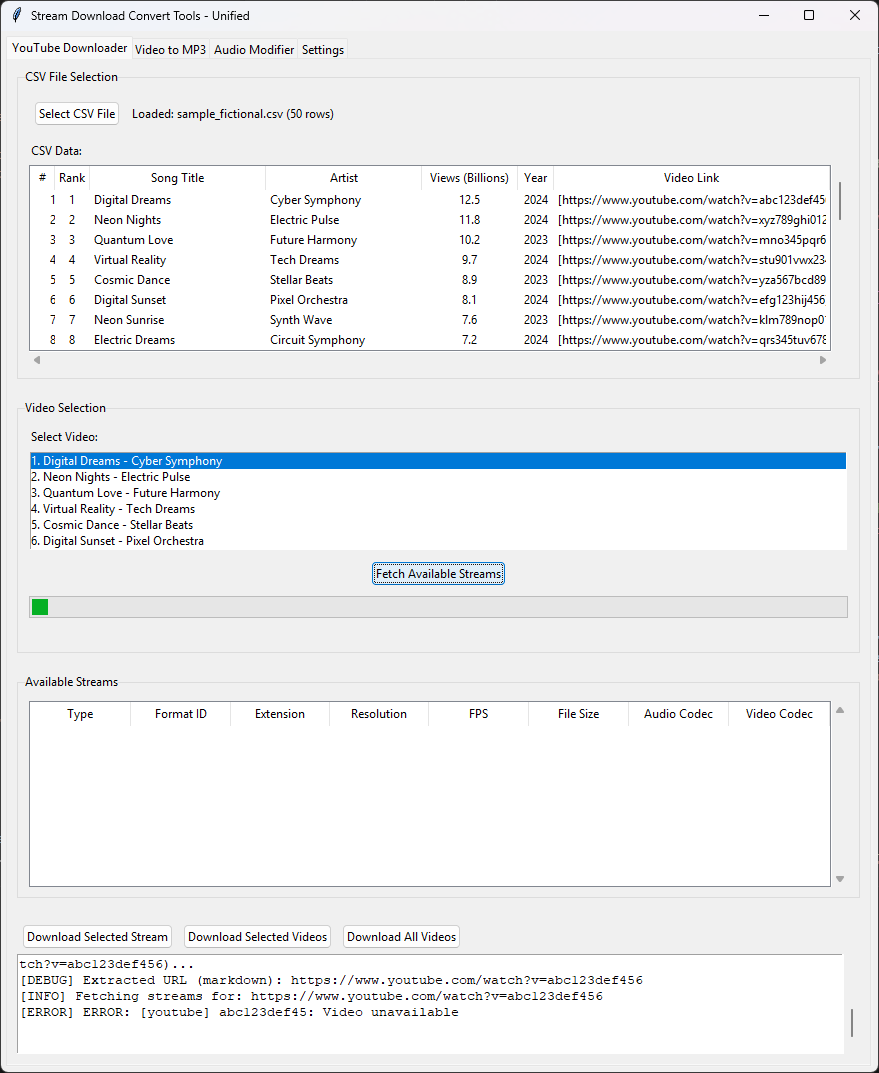 Stream Download Convert Tools - Unified
YouTube Downloader Video to MP3 Audio Modifier Settings
CSV File Selection
Select CSV File Loaded: sample_fictional.csv (50 rows)
CSV Data:
# Rank Song Title Artist Views (Billions) Year Video Link
1 1 Digital Dreams Cyber Symphony 12.5 2024 [https://www.youtube.com/watch?v=abc123def45
2 2 Neon Nights Electric Pulse 11.8 2024 [https://www.youtube.com/watch?v=xyz789ghi012
3 3 Quantum Love Future Harmony 10.2 2023 [https://www.youtube.com/watch?v=mno345pqr6
4 4 Virtual Reality Tech Dreams 9.7 2024 [https://www.youtube.com/watch?v=stu901vwx23
5 5 Cosmic Dance Stellar Beats 8.9 2023 [https://www.youtube.com/watch?v=yza567bcd89
6 6 Digital Sunset Pixel Orchestra 8.1 2024 [https://www.youtube.com/watch?v=efg123hij456
7 7 Neon Sunrise Synth Wave 7.6 2023 [https://www.youtube.com/watch?v=klm789nop0
8 8 Electric Dreams Circuit Symphony 7.2 2024 [https://www.youtube.com/watch?v=qrs345tuv678
Video Selection
Select Video:
1. Digital Dreams - Cyber Symphony
2. Neon Nights - Electric Pulse
3. Quantum Love - Future Harmony
4. Virtual Reality - Tech Dreams
5. Cosmic Dance - Stellar Beats
6. Digital Sunset - Pixel Orchestra
Fetch Available Streams
Available Streams
Type Format ID Extension Resolution FPS File Size Audio Codec Video Codec
Download Selected Stream Download Selected Videos Download All Videos
tch?v=abc123def456)...
[DEBUG] Extracted URL (markdown): https://www.youtube.com/watch?v=abc123def456
[INFO] Fetching streams for: https://www.youtube.com/watch?v=abc123def456
[ERROR] ERROR: [youtube] abc123def45: Video unavailable